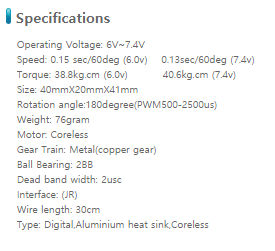 Specifications
Operating Voltage: 6V~7.4V
Speed: 0.15 sec/60deg (6.0v) 0.13sec/60deg (7.4v)
Torque: 38.8kg.cm (6.0v) 40.6kg.cm (7.4v)
Size: 40mmX20mmX41mm
Rotation angle:180degree(PWM500-2500us)
Weight: 76gram
Motor: Coreless
Gear Train: Metal(copper gear)
Ball Bearing: 2BB
Dead band width: 2usc
Interface: (JR)
Wire length: 30cm
Type: Digital,Aluminium heat sink,Coreless